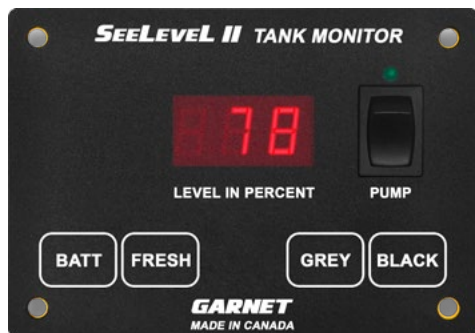 SEELEVEL II TANK MONITOR
78
LEVEL IN PERCENT
PUMP
BATT FRESH GREY BLACK
GARNET
MADE IN CANADA